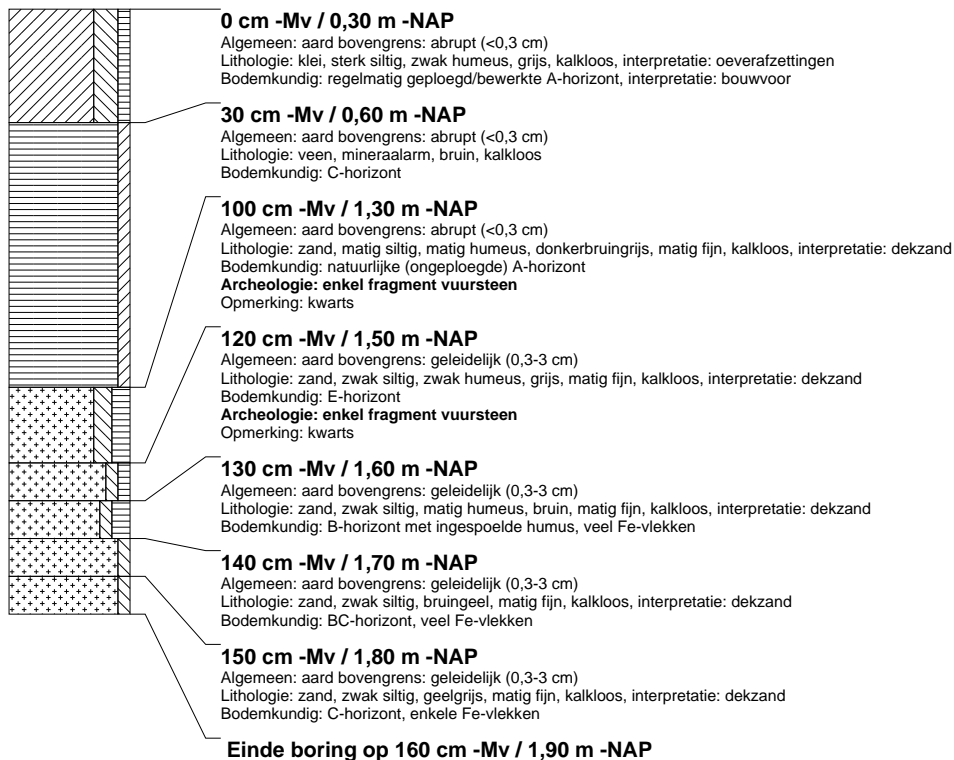 0 cm -Mv / 0,30 m -NAP
Algemeen: aard bovengrens: abrupt (<0,3 cm)
Lithologie: klei, sterk siltig, zwak humeus, grijs, kalkloos, interpretatie: oeverafzettingen
Bodemkundig: regelmatig geploegd/bewerkte A-horizont, interpretatie: bouwvoor
30 cm -Mv / 0,60 m -NAP
Algemeen: aard bovengrens: abrupt (<0,3 cm)
Lithologie: veen, mineraalarm, bruin, kalkloos
Bodemkundig: C-horizont
100 cm -Mv / 1,30 m -NAP
Algemeen: aard bovengrens: abrupt (<0,3 cm)
Lithologie: zand, matig siltig, matig humeus, donkerbruingrijs, matig fijn, kalkloos, interpretatie: dekzand
Bodemkundig: natuurlijke (ongeploegde) A-horizont
Archeologie: enkel fragment vuursteen
Opmerking: kwarts
120 cm -Mv / 1,50 m -NAP
Algemeen: aard bovengrens: geleidelijk (0,3-3 cm)
Lithologie: zand, zwak siltig, zwak humeus, grijs, matig fijn, kalkloos, interpretatie: dekzand
Bodemkundig: E-horizont
Archeologie: enkel fragment vuursteen
Opmerking: kwarts
130 cm -Mv / 1,60 m -NAP
Algemeen: aard bovengrens: geleidelijk (0,3-3 cm)
Lithologie: zand, zwak siltig, matig humeus, bruin, matig fijn, kalkloos, interpretatie: dekzand
Bodemkundig: B-horizont met ingespoelde humus, veel Fe-vlekken
140 cm -Mv / 1,70 m -NAP
Algemeen: aard bovengrens: geleidelijk (0,3-3 cm)
Lithologie: zand, zwak siltig, bruingeel, matig fijn, kalkloos, interpretatie: dekzand
Bodemkundig: BC-horizont, veel Fe-vlekken
150 cm -Mv / 1,80 m -NAP
Algemeen: aard bovengrens: geleidelijk (0,3-3 cm)
Lithologie: zand, zwak siltig, geelgrijs, matig fijn, kalkloos, interpretatie: dekzand
Bodemkundig: C-horizont, enkele Fe-vlekken
Einde boring op 160 cm -Mv / 1,90 m -NAP